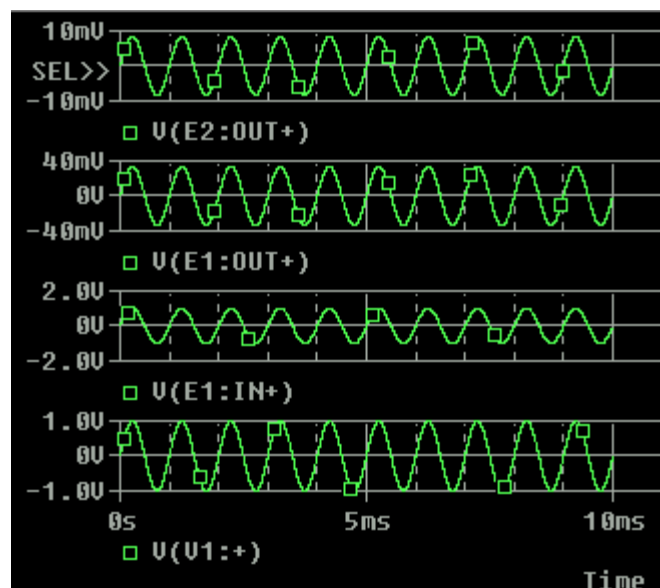 10mV
SEL>>
-10mV
V(E2:OUT+)
40mV
0V
-40mV
V(E1:OUT+)
2.0V
0V
-2.0V
V(E1:IN+)
1.0V
0V
-1.0V
0s 5ms 10ms
V(V1:+)
Time